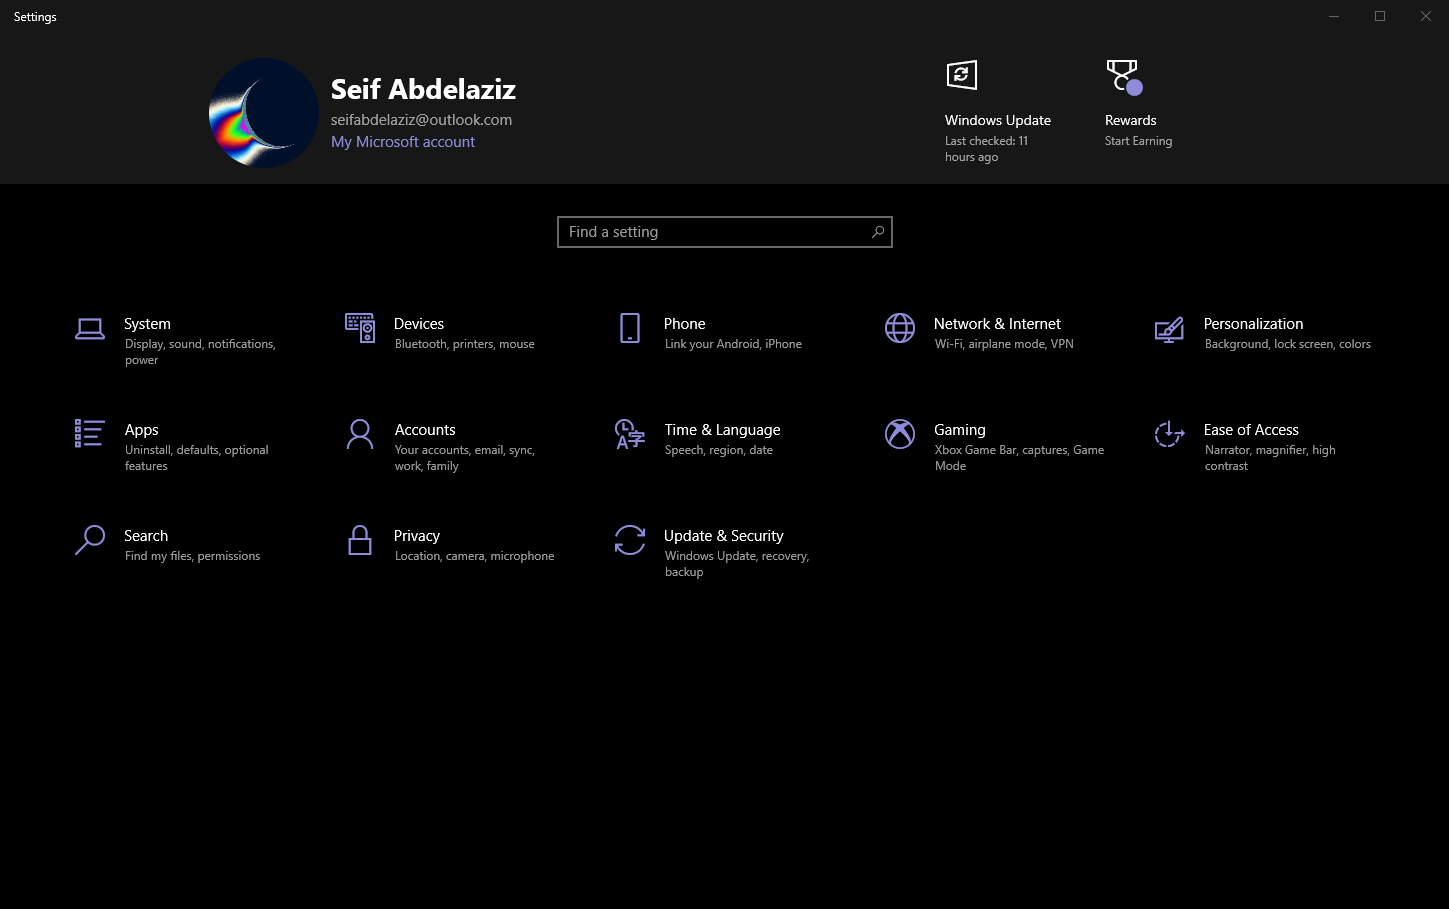 Settings
Seif Abdelaziz
seifabdelaziz@outlook.com
My Microsoft account
Windows Update
Last checked: 11
hours ago
Rewards
Start Earning
Find a setting
System
Display, sound, notifications,
power
Devices
Bluetooth, printers, mouse
Phone
Link your Android, iPhone
Network & Internet
Wi-Fi, airplane mode, VPN
Personalization
Background, lock screen, colors
Apps
Uninstall, defaults, optional
features
Accounts
Your accounts, email, sync,
work, family
Time & Language
Speech, region, date
Gaming
Xbox Game Bar, captures, Game
Mode
Ease of Access
Narrator, magnifier, high
contrast
Search
Find my files, permissions
Privacy
Location, camera, microphone
Update & Security
Windows Update, recovery,
backup